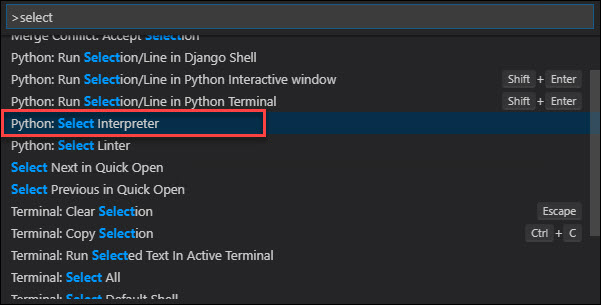 >select
Merge Conflict: Accept Selection
Python: Run Selection/Line in Django Shell
Python: Run Selection/Line in Python Interactive window Shift + Enter
Python: Run Selection/Line in Python Terminal Shift + Enter
Python: Select Interpreter
Python: Select Linter
Select Next in Quick Open
Select Previous in Quick Open
Terminal: Clear Selection Escape
Terminal: Copy Selection Ctrl + C
Terminal: Run Selected Text In Active Terminal
Terminal: Select All
Terminal: Select Default Shell